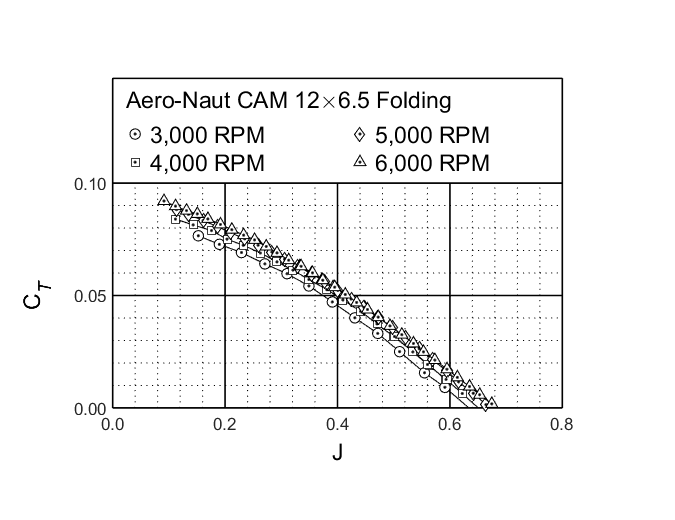 Aero-Naut CAM 12×6.5 Folding
3,000 RPM
5,000 RPM
4,000 RPM
6,000 RPM
0.10
0.05
0.00
C_T
0.0 0.2 0.4 0.6 0.8
J